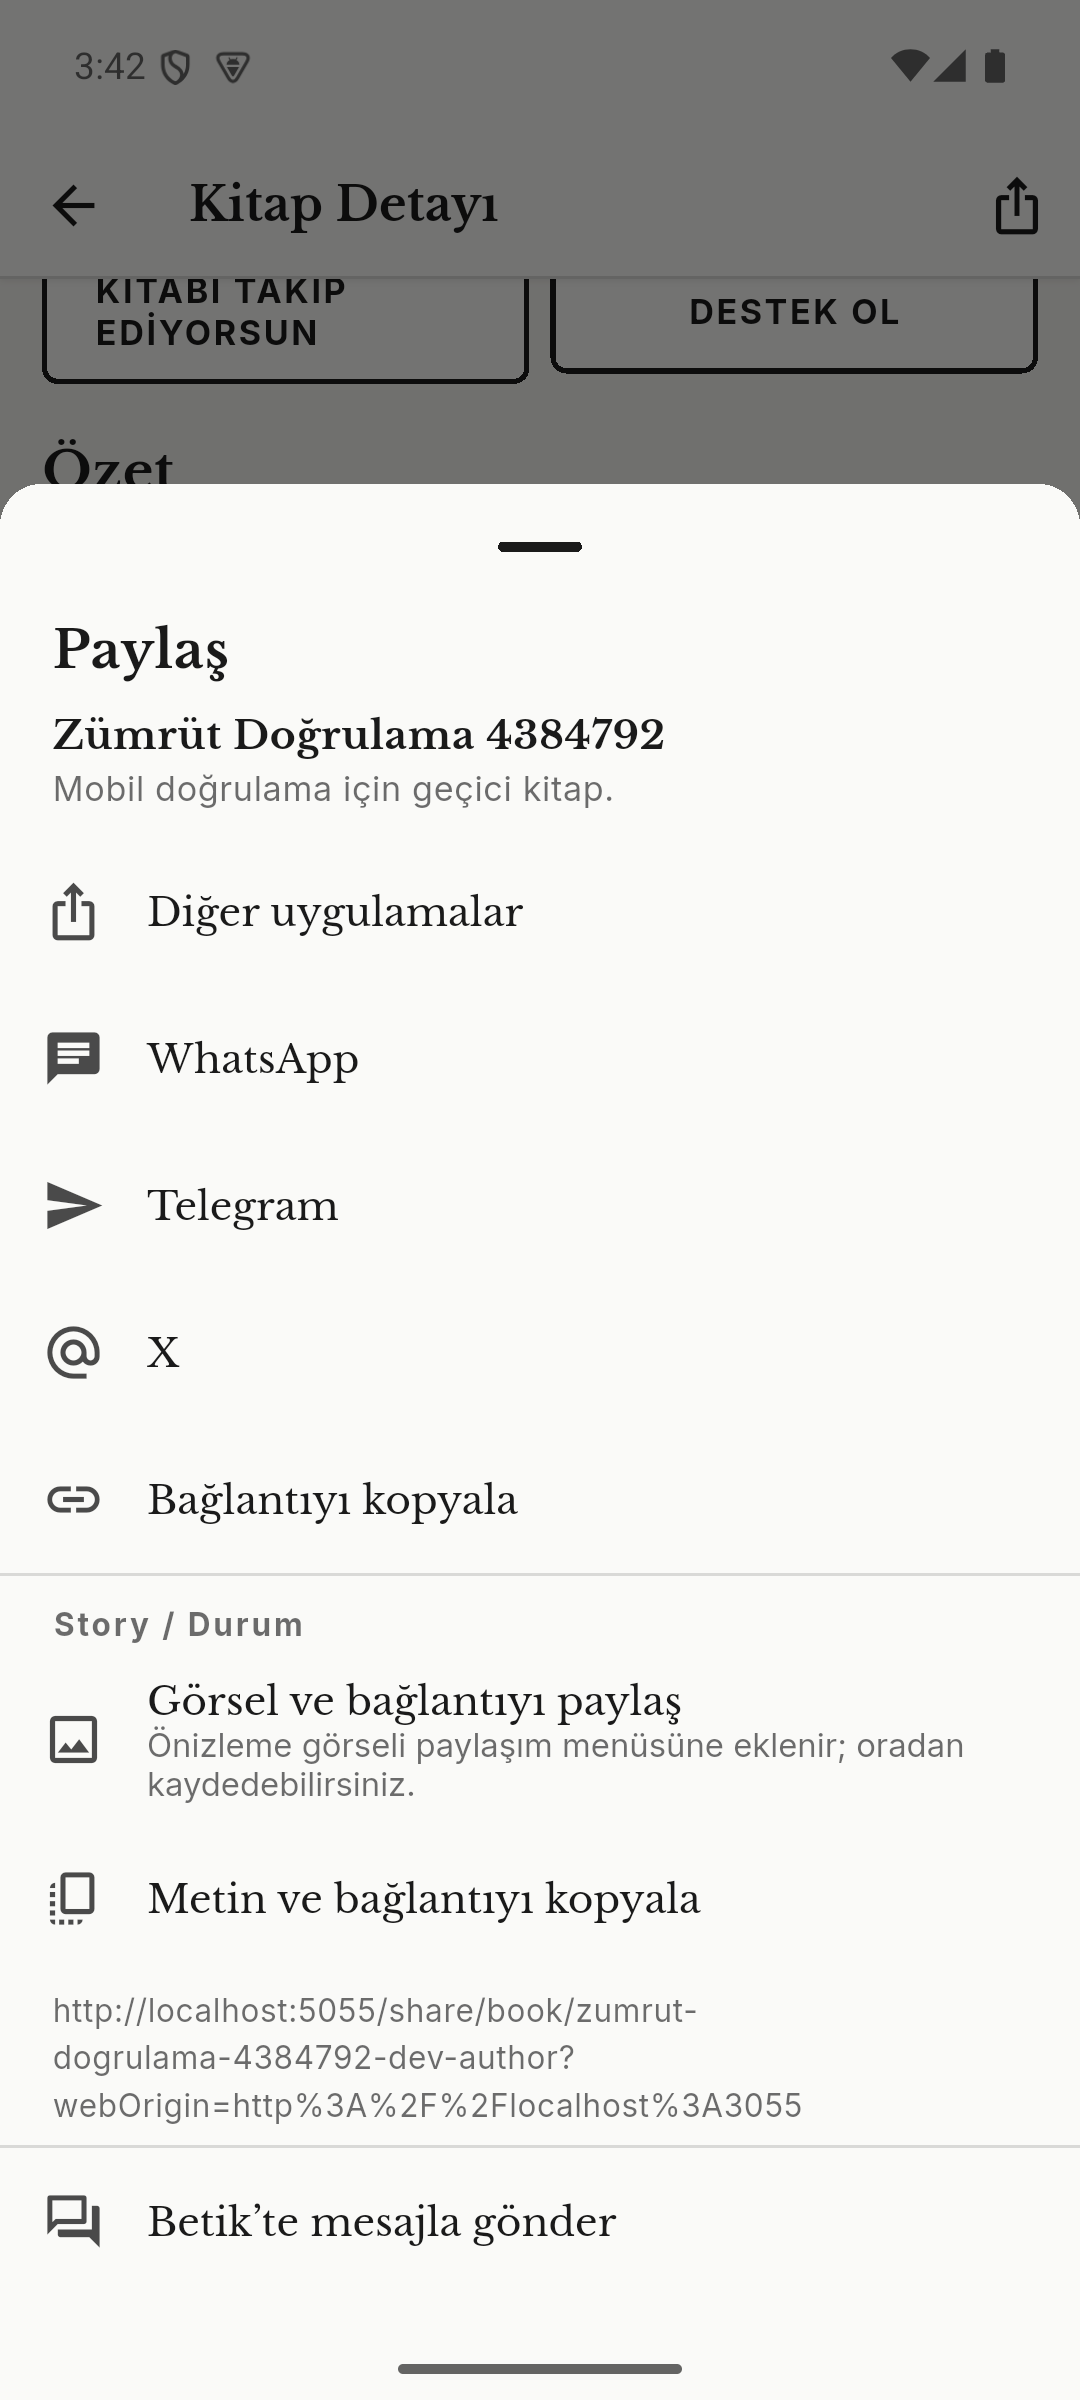 3:42
Kitap Detayı
KİTABI TAKİP
EDİYORSUN
DESTEK OL
Özet
Paylaş
Zümrüt Doğrulama 4384792
Mobil doğrulama için geçici kitap.
Diğer uygulamalar
WhatsApp
Telegram
X
Bağlantıyı kopyala
Story / Durum
Görsel ve bağlantıyı paylaş
Önizleme görseli paylaşım menüsüne eklenir; oradan
kaydedebilirsiniz.
Metin ve bağlantıyı kopyala
http://localhost:5055/share/book/zumrut-
dogrulama-4384792-dev-author?
webOrigin=http%3A%2F%2Flocalhost%3A3055
Betik’te mesajla gönder